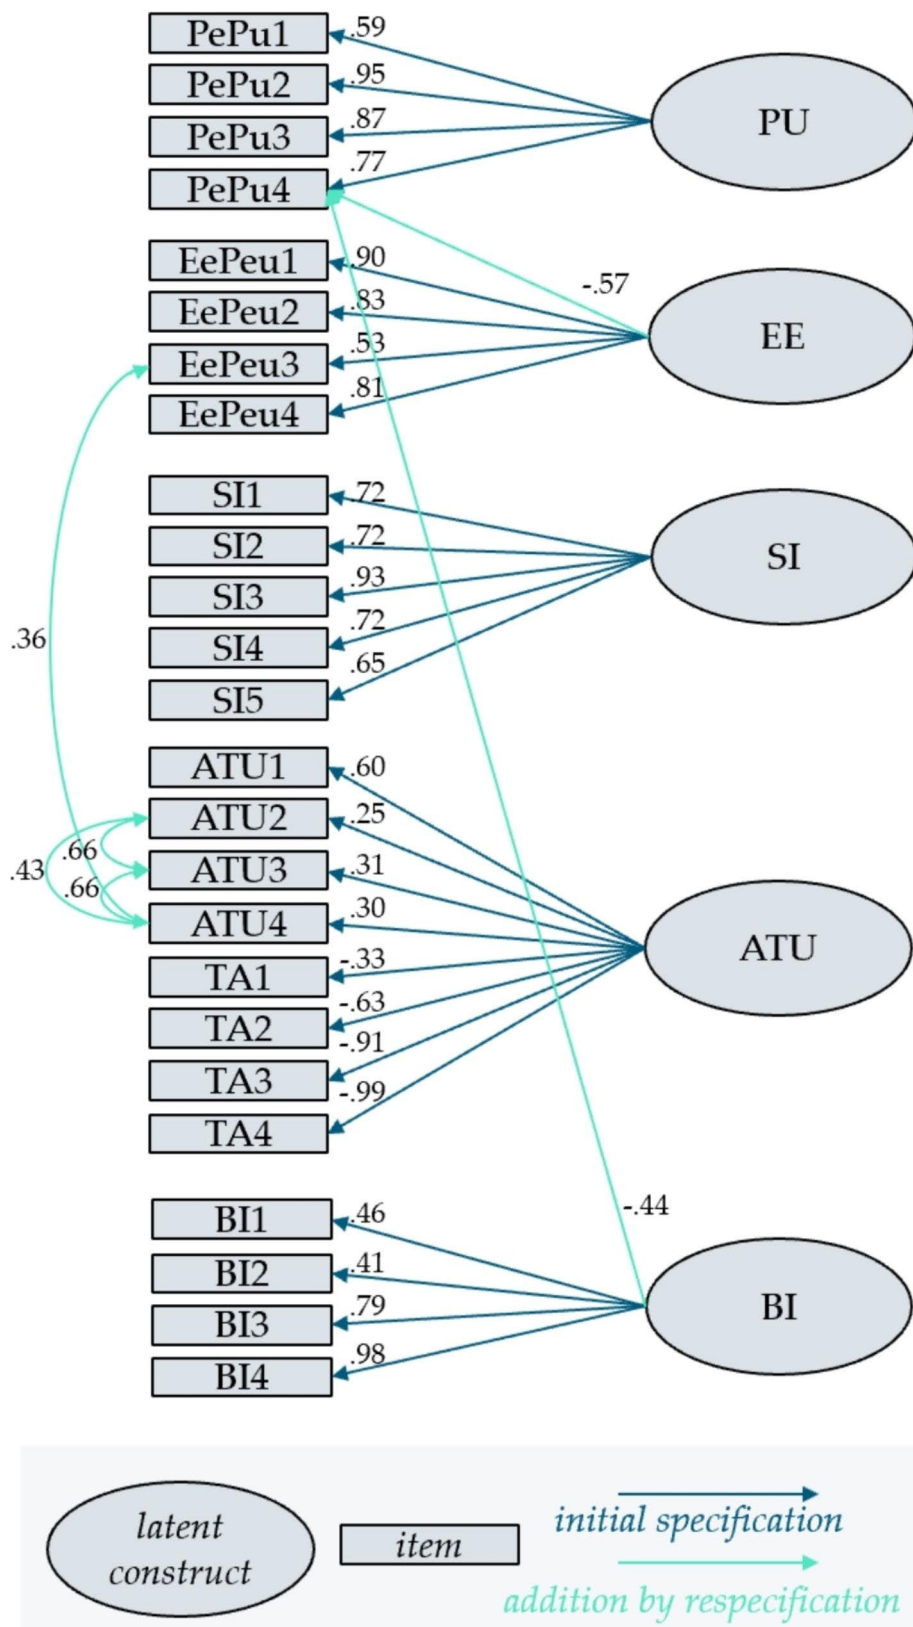 PePu1
.59
PePu2
.95
PU
PePu3
.87
PePu4
.77
EePeu1
.90
-.57
EePeu2
.83
EE
EePeu3
.53
EePeu4
.81
SI1
.72
SI2
.72
SI
SI3
.93
.36
SI4
.72
SI5
.65
ATU1
.60
ATU2
.25
.66
.43
ATU3
.31
.66
ATU4
.30
ATU
TA1
-.33
TA2
-.63
TA3
-.91
TA4
-.99
BI1
.46
-.44
BI2
.41
BI3
.79
BI
BI4
.98
latent
construct
item
initial specification
addition by respecification